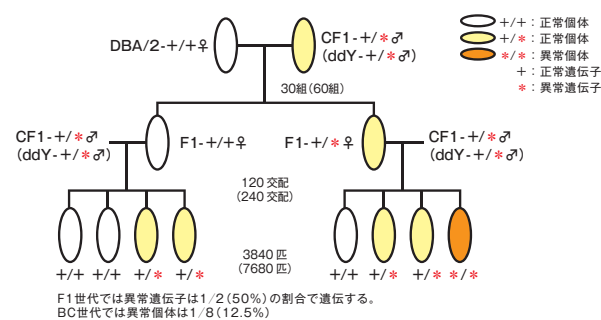 +/+：正常個体
+/*：正常個体
*/*：異常個体
+：正常遺伝子
*：異常遺伝子
DBA/2-+/+♀
CF1-+/*♂
(ddY-+/*♂)
30組(60組)
CF1-+/*♂
(ddY-+/*♂)
F1-+/+♀
F1-+/*♀
CF1-+/*♂
(ddY-+/*♂)
120交配
(240交配)
3840匹
(7680匹)
+/+ +/+ +/* +/*
+/+ +/* +/* */*
F1世代では異常遺伝子は1/2(50%)の割合で遺伝する。
BC世代では異常個体は1/8(12.5%)